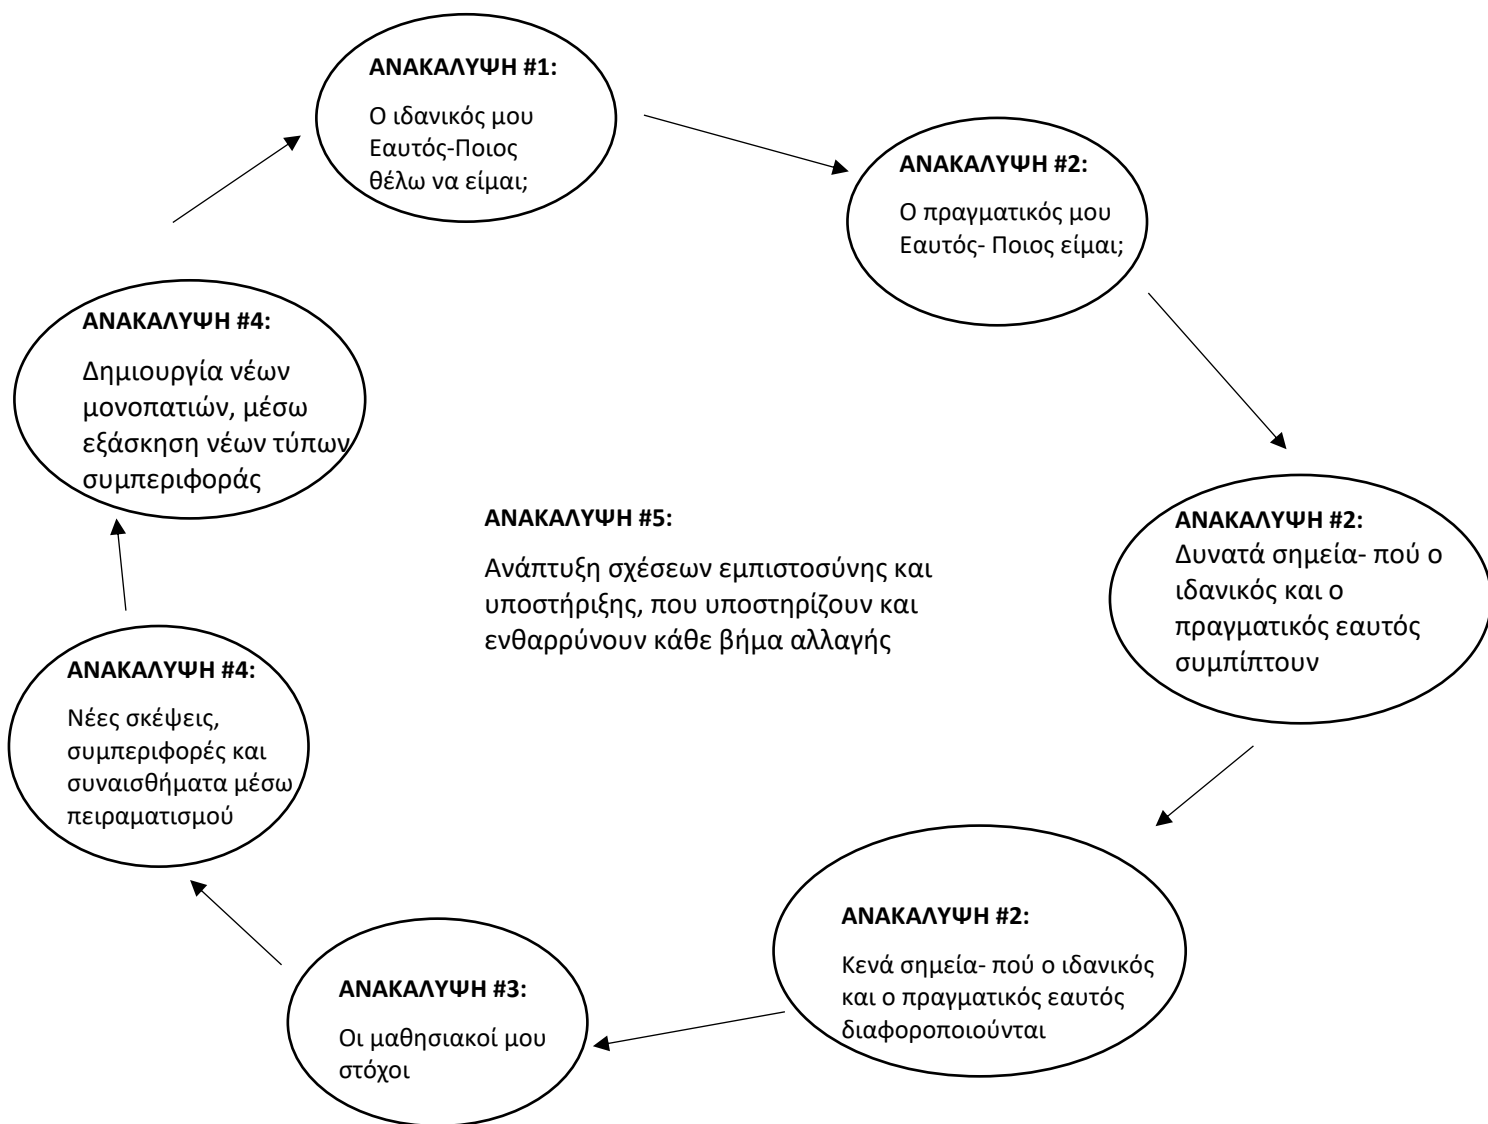 ΑΝΑΚΑΛΥΨΗ #1:
Ο ιδανικός μου
Εαυτός-Ποιος
θέλω να είμαι;
ΑΝΑΚΑΛΥΨΗ #2:
Ο πραγματικός μου
Εαυτός- Ποιος είμαι;
ΑΝΑΚΑΛΥΨΗ #2:
Δυνατά σημεία- πού ο
ιδανικός και ο
πραγματικός εαυτός
συμπίπτουν
ΑΝΑΚΑΛΥΨΗ #2:
Κενά σημεία- πού ο ιδανικός
και ο πραγματικός εαυτός
διαφοροποιούνται
ΑΝΑΚΑΛΥΨΗ #3:
Οι μαθησιακοί μου
στόχοι
ΑΝΑΚΑΛΥΨΗ #4:
Νέες σκέψεις,
συμπεριφορές και
συναισθήματα μέσω
πειραματισμού
ΑΝΑΚΑΛΥΨΗ #4:
Δημιουργία νέων
μονοπατιών, μέσω
εξάσκηση νέων τύπων
συμπεριφοράς
ΑΝΑΚΑΛΥΨΗ #5:
Ανάπτυξη σχέσεων εμπιστοσύνης και
υποστήριξης, που υποστηρίζουν και
ενθαρρύνουν κάθε βήμα αλλαγής